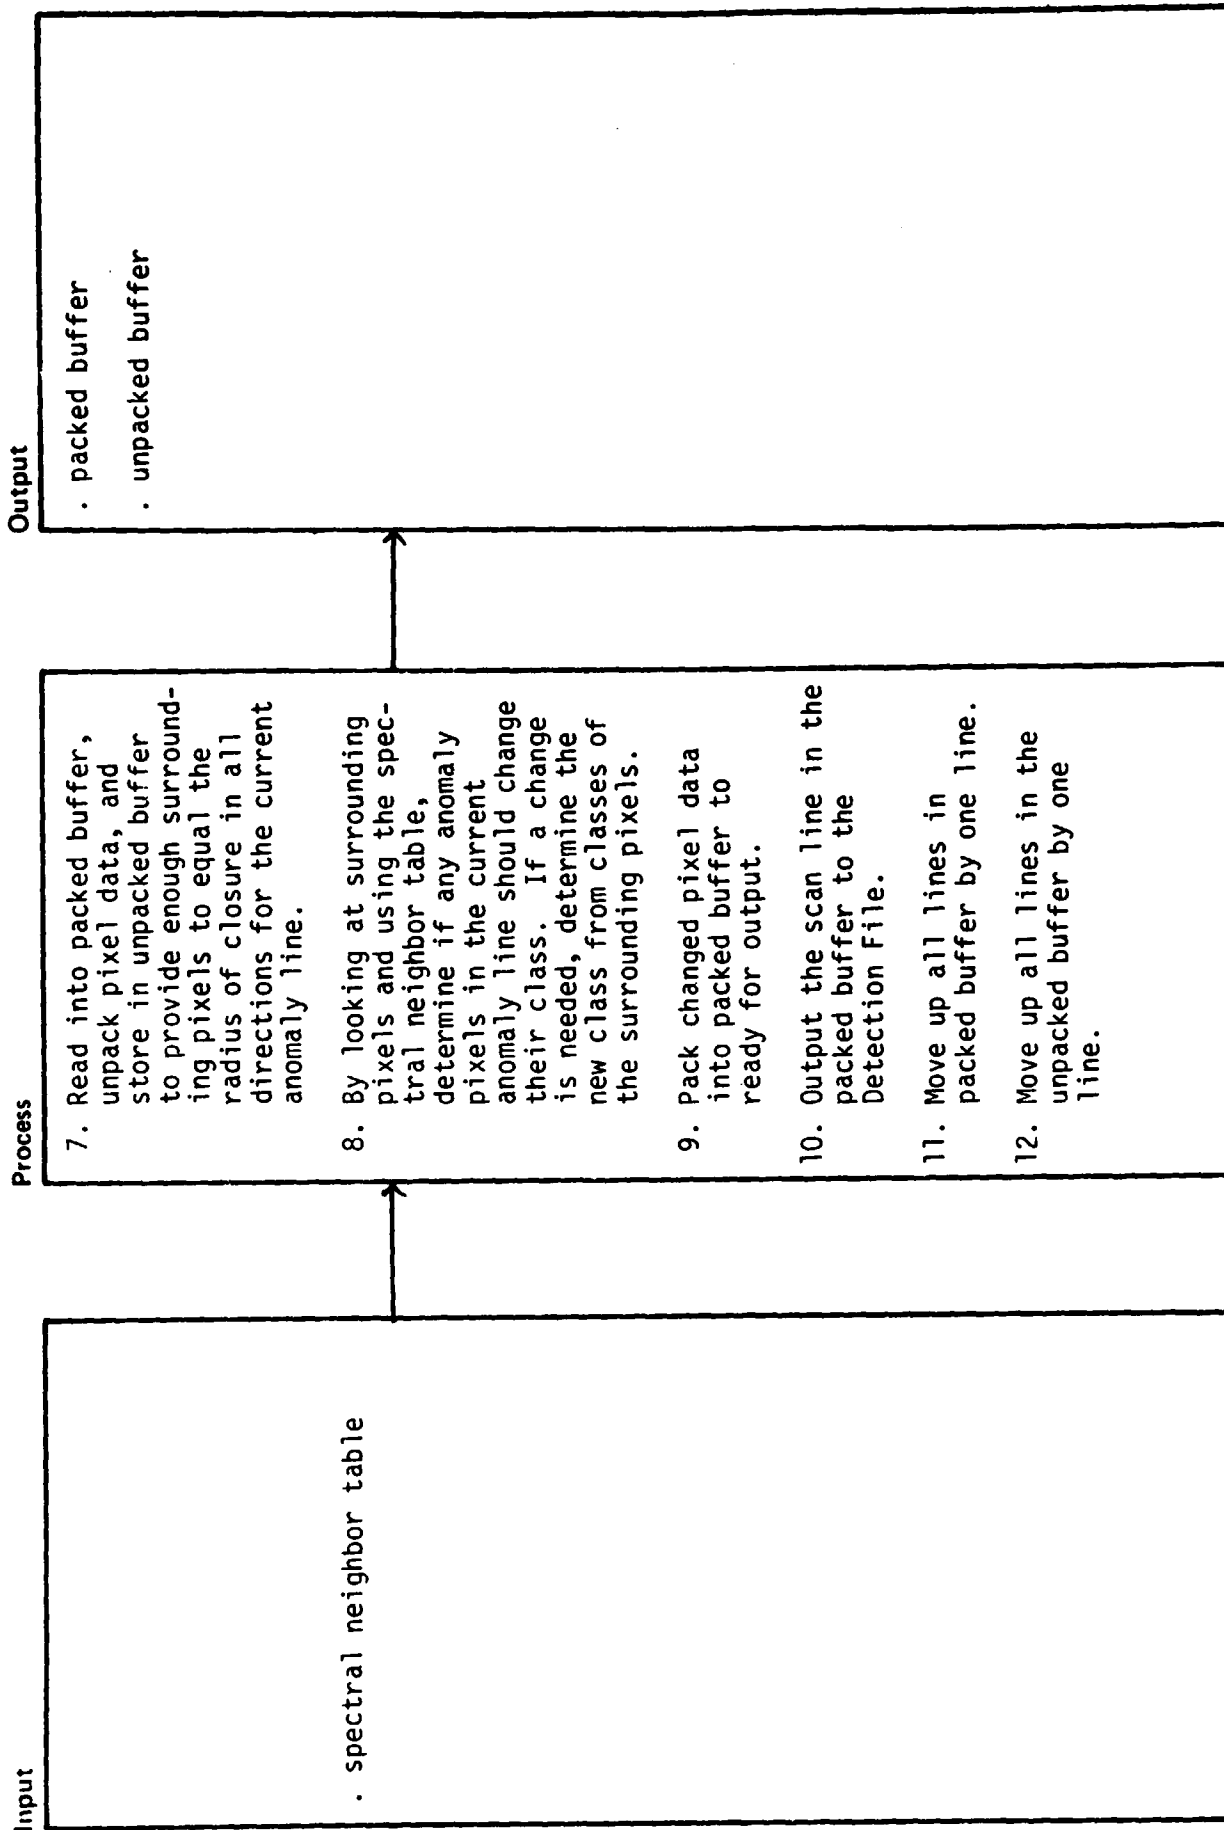 Input
. spectral neighbor table
Process
7. Read into packed buffer,
unpack pixel data, and
store in unpacked buffer
to provide enough surround-
ing pixels to equal the
radius of closure in all
directions for the current
anomaly line.
8. By looking at surrounding
pixels and using the spec-
tral neighbor table,
determine if any anomaly
pixels in the current
anomaly line should change
their class. If a change
is needed, determine the
new class from classes of
the surrounding pixels.
9. Pack changed pixel data
into packed buffer to
ready for output.
10. Output the scan line in the
packed buffer to the
Detection File.
11. Move up all lines in
packed buffer by one line.
12. Move up all lines in the
unpacked buffer by one
line.
Output
. packed buffer
. unpacked buffer